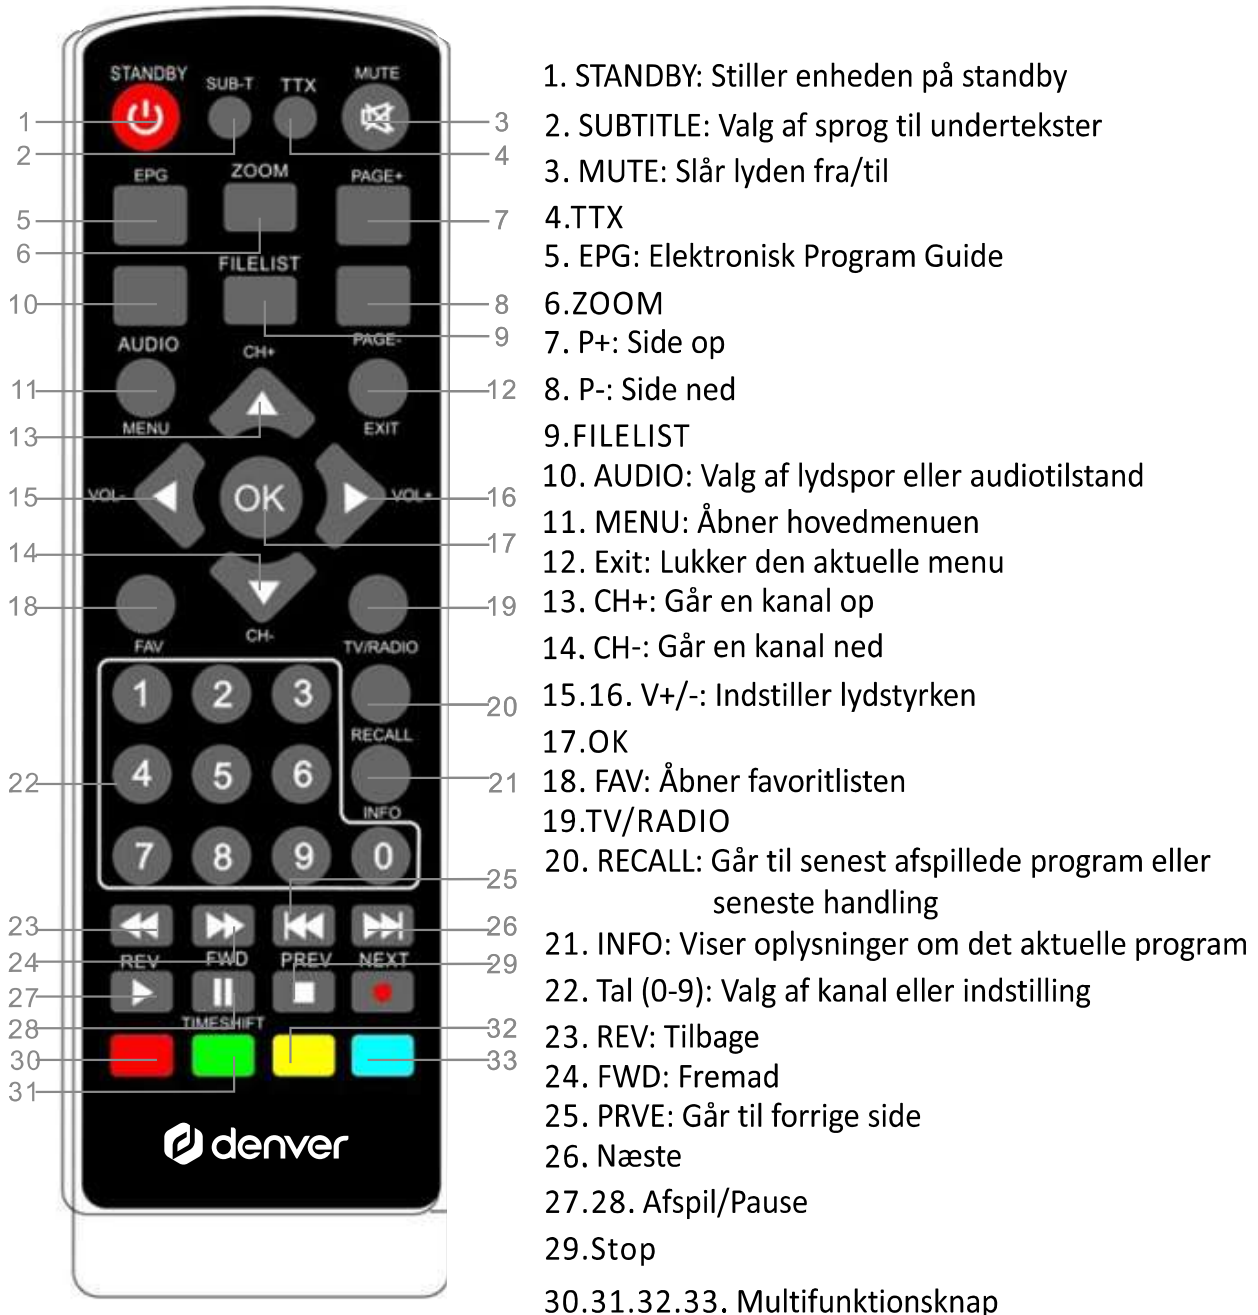 STANDBY
SUB-T
TTX
MUTE
1
2
3
4
EPG
ZOOM
PAGE+
5
6
7
FILELIST
10
8
9
AUDIO
CH+
PAGE-
11
12
MENU
EXIT
13
VOL-
OK
VOL+
15
16
14
17
18
19
FAV
CH-
TV/RADIO
1
2
3
20
RECALL
4
5
6
22
21
INFO
7
8
9
0
25
23
26
REV
FWD
PREV
NEXT
24
29
27
28
TIMESHIFT
32
30
33
31
denver
1. STANDBY: Stiller enheden på standby
2. SUBTITLE: Valg af sprog til undertekster
3. MUTE: Slår lyden fra/til
4.TTX
5. EPG: Elektronisk Program Guide
6.ZOOM
7. P+: Side op
8. P-: Side ned
9.FILELIST
10. AUDIO: Valg af lydspor eller audiotilstand
11. MENU: Åbner hovedmenuen
12. Exit: Lukker den aktuelle menu
13. CH+: Går en kanal op
14. CH-: Går en kanal ned
15.16. V+/-: Indstiller lydstyrken
17.OK
18. FAV: Åbner favoritlisten
19.TV/RADIO
20. RECALL: Går til senest afspillede program eller
seneste handling
21. INFO: Viser oplysninger om det aktuelle program
22. Tal (0-9): Valg af kanal eller indstilling
23. REV: Tilbage
24. FWD: Fremad
25. PRVE: Går til forrige side
26. Næste
27.28. Afspil/Pause
29.Stop
30.31.32.33. Multifunktionsknap